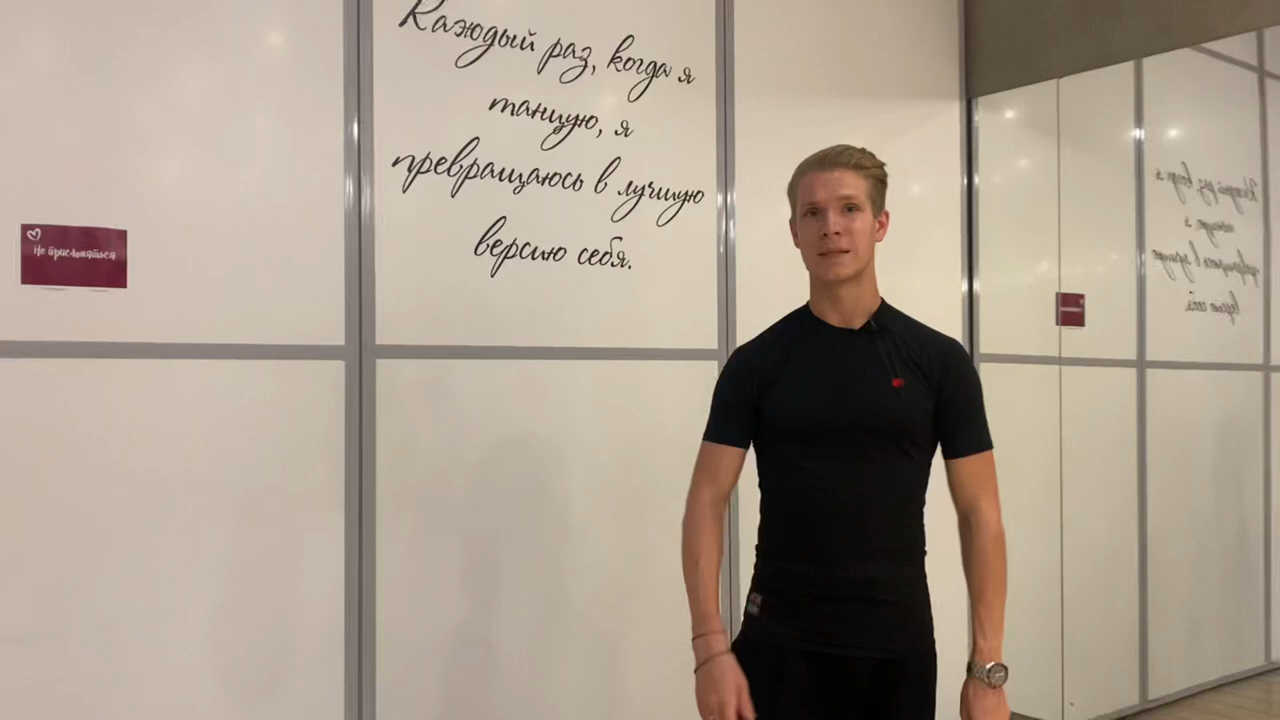 Каждый раз, когда я
танцую, я
превращаюсь в лучшую
версию себя.
Не прислоняться